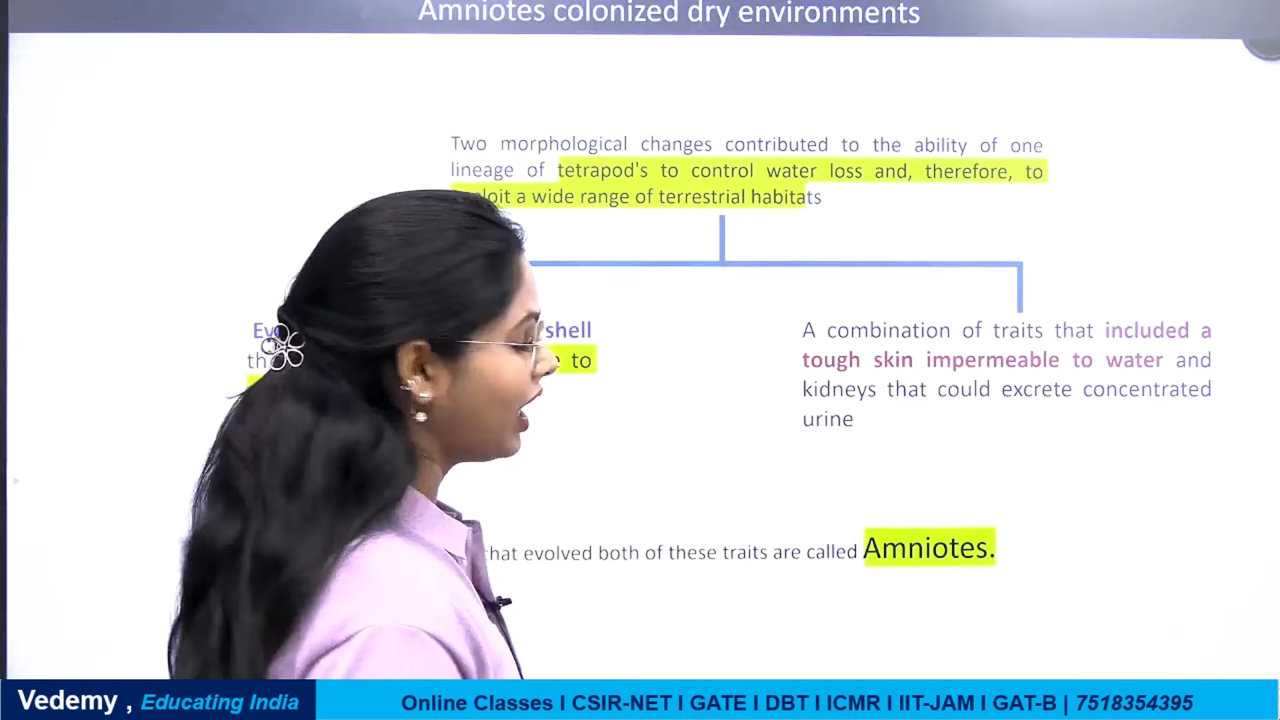 Amniotes colonized dry environments
Two morphological changes contributed to the ability of one
lineage of tetrapod's to control water loss and, therefore, to
a wide range of terrestrial habitats
shell
to
A combination of traits that included a
tough skin impermeable to water and
kidneys that could excrete concentrated
urine
that evolved both of these traits are called Amniotes.
Vedemy , Educating India
Online Classes I CSIR-NET I GATE I DBT I ICMR I IIT-JAM I GAT-B | 7518354395